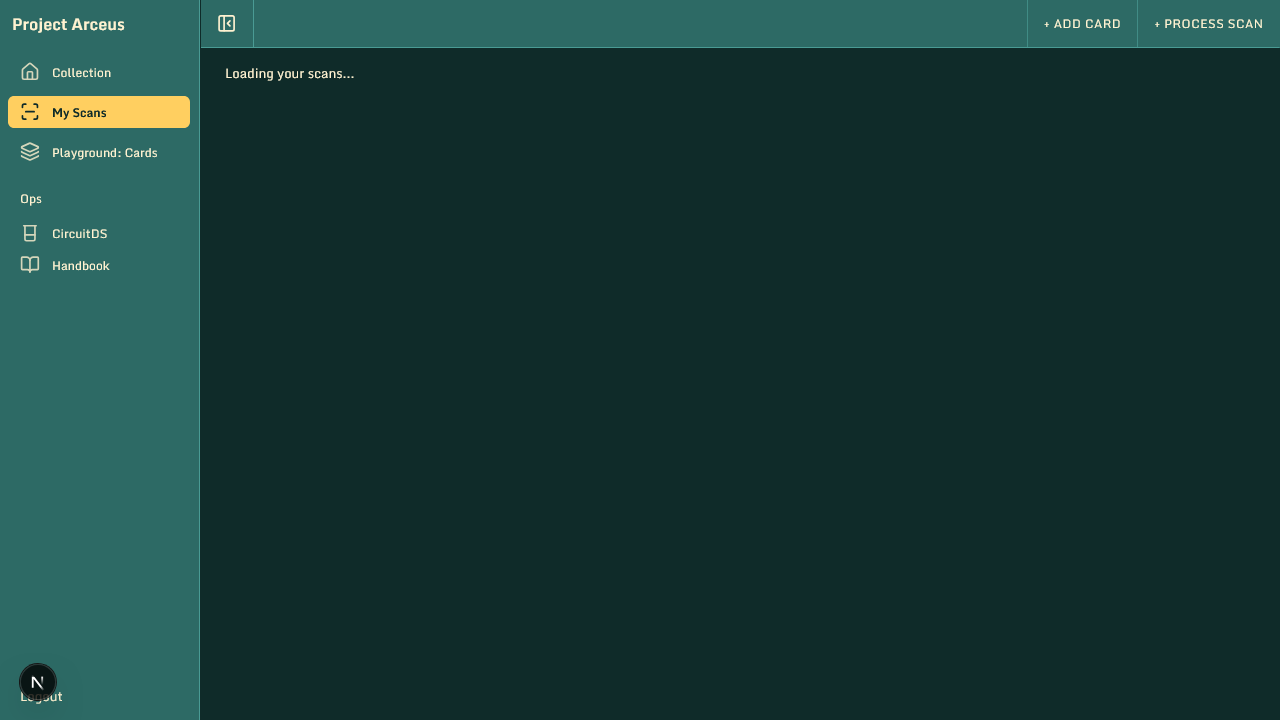 Project Arceus
+ ADD CARD
+ PROCESS SCAN
Collection
My Scans
Playground: Cards
Ops
CircuitDS
Handbook
Loading your scans...
N
Logout